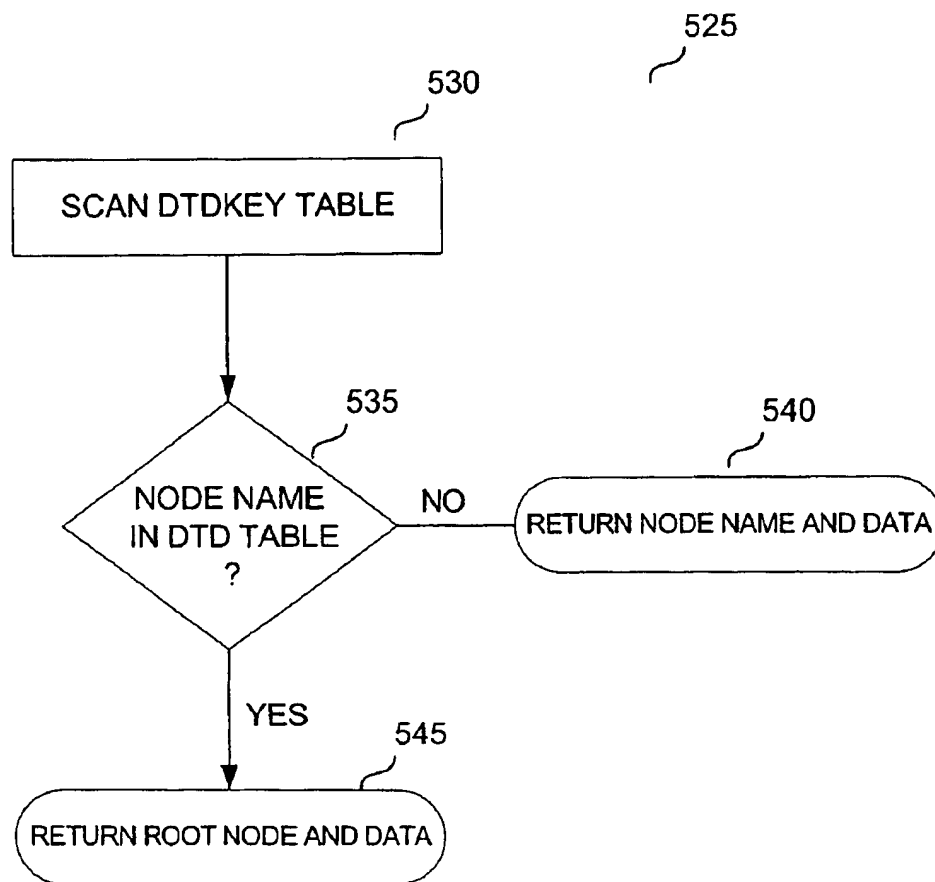 525
530
SCAN DTDKEY TABLE
535
NODE NAME
IN DTD TABLE
?
NO
540
RETURN NODE NAME AND DATA
YES
545
RETURN ROOT NODE AND DATA